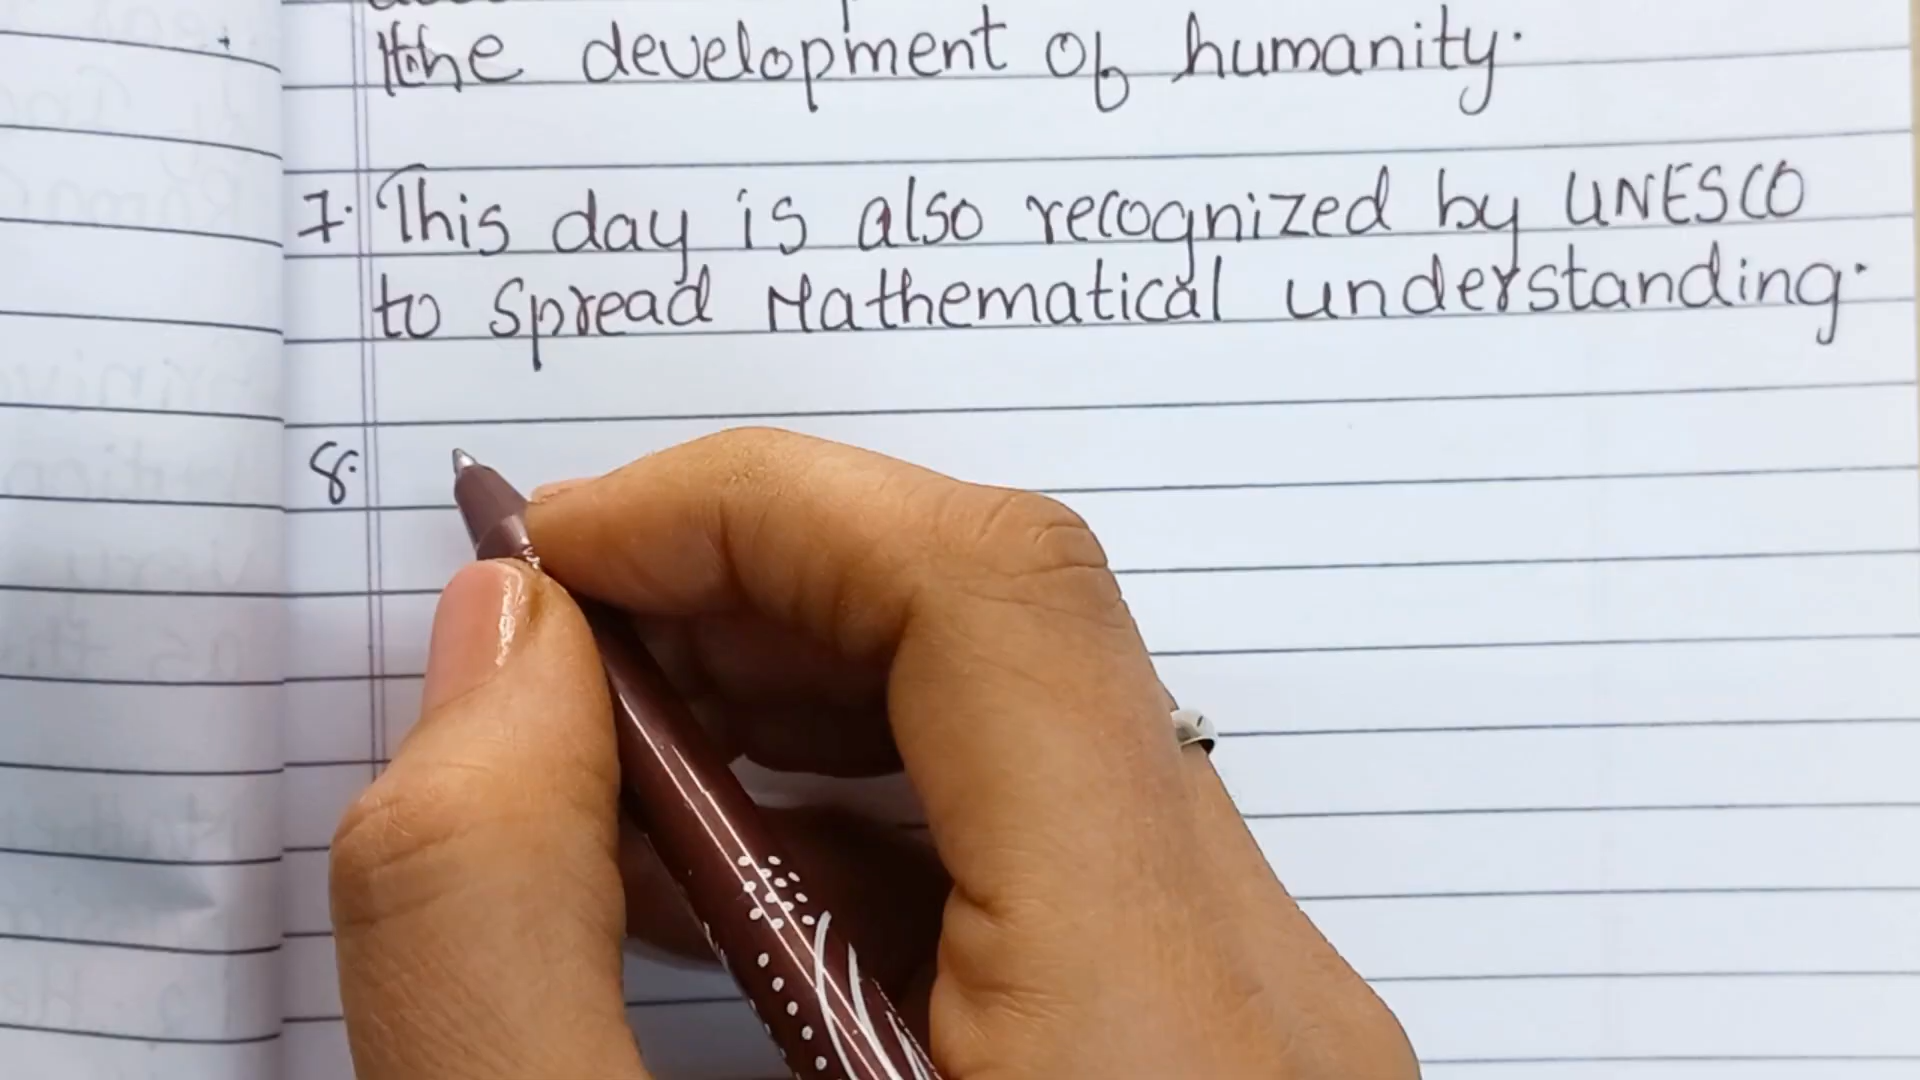 the development of humanity.
7. This day is also recognized by UNESCO
to spread Mathematical understanding.
8.